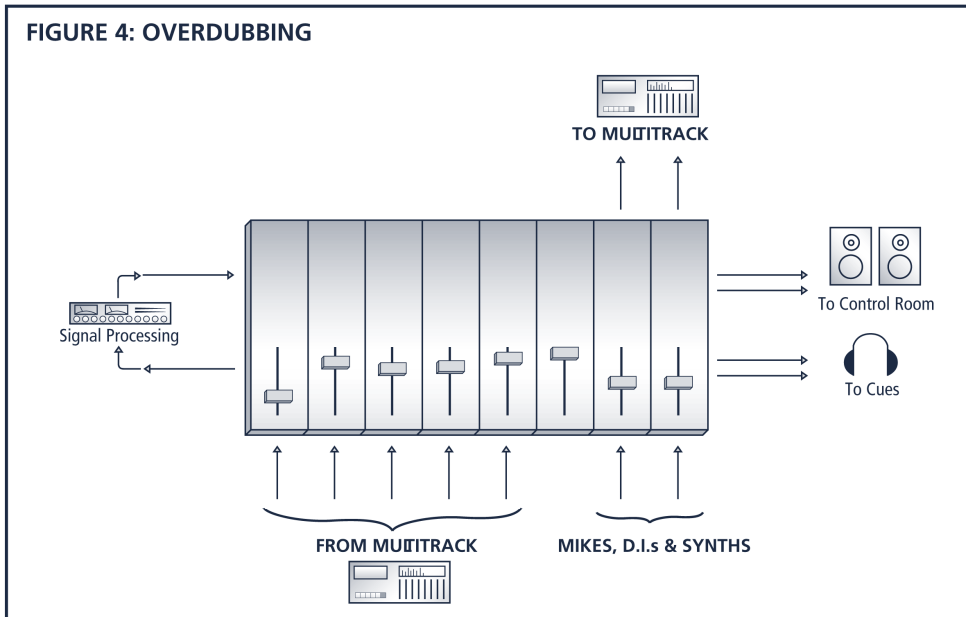 FIGURE 4: OVERDUBBING
TO MULTITRACK
To Control Room
Signal Processing
To Cues
FROM MULTITRACK
MIKES, D.I.s & SYNTHS